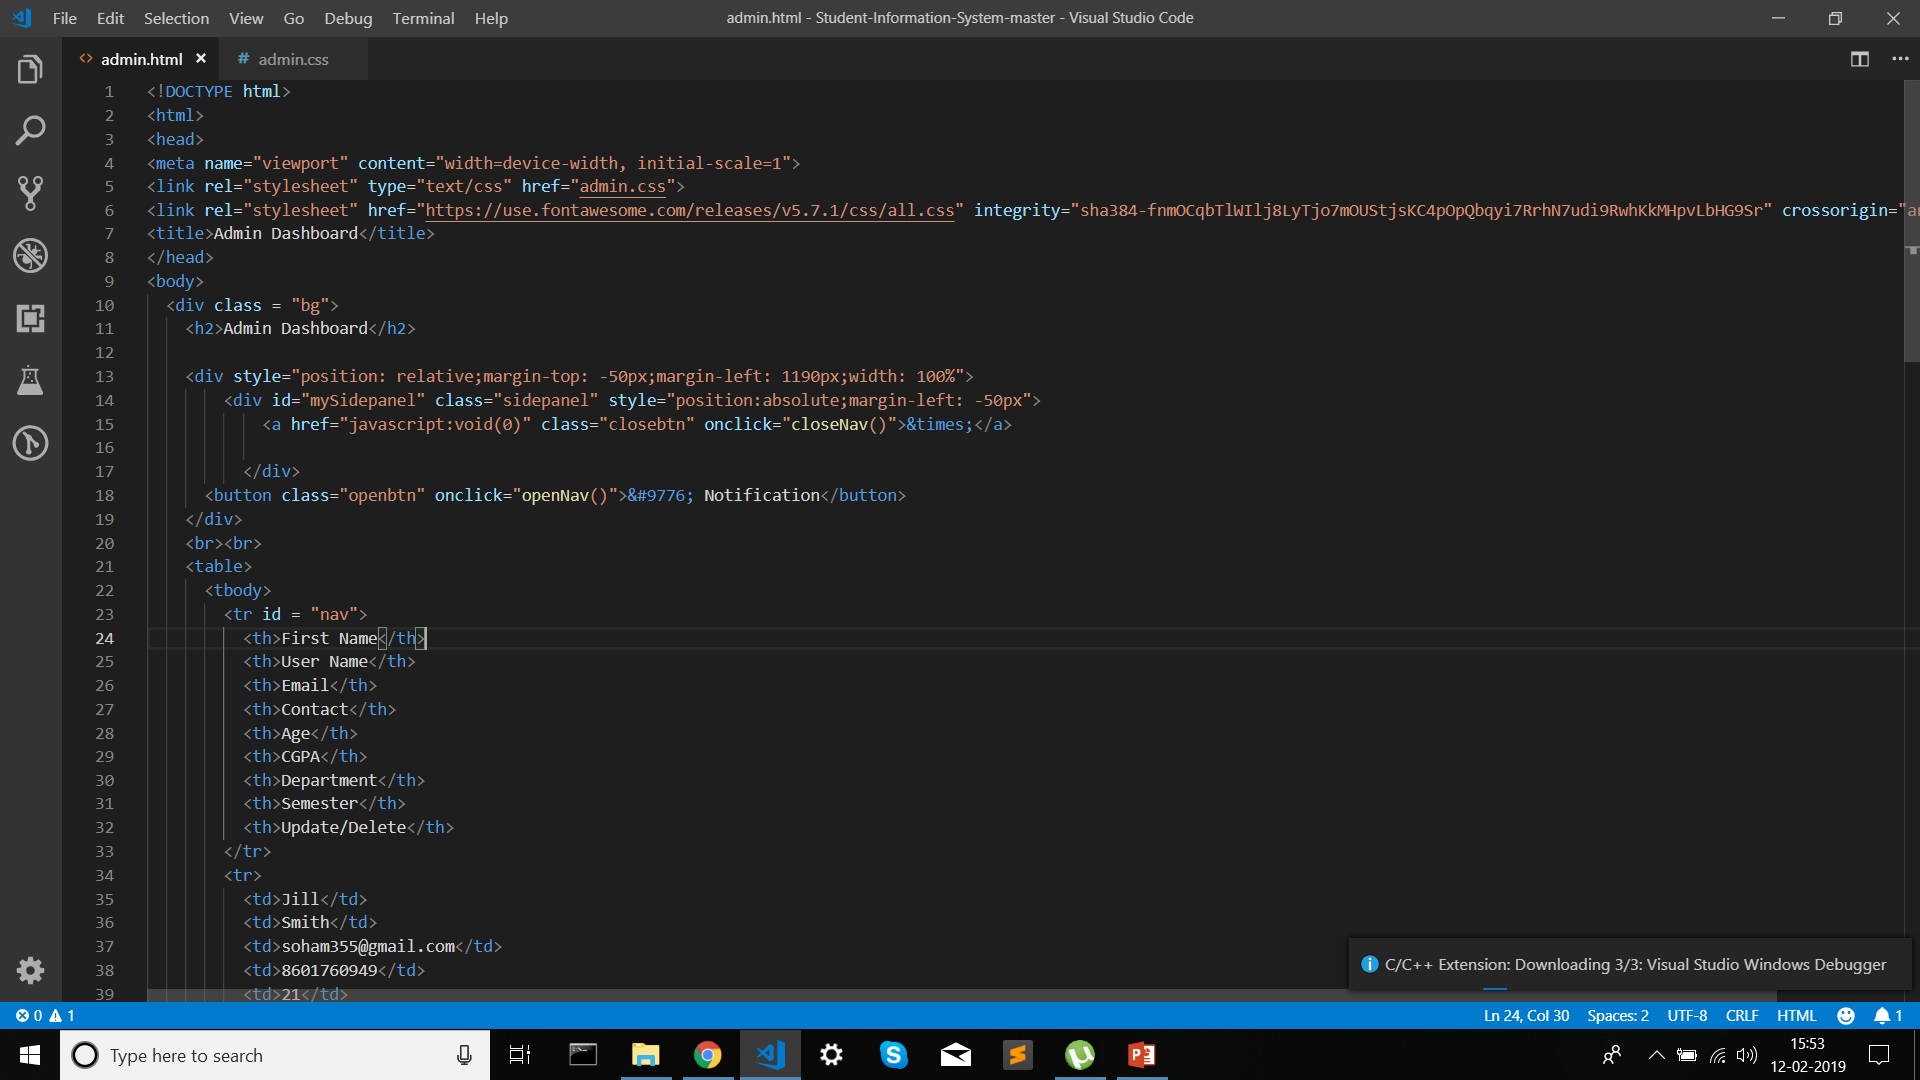 File Edit Selection View Go Debug Terminal Help
admin.html - Student-Information-System-master - Visual Studio Code
<> admin.html ×
# admin.css
1 <!DOCTYPE html>
2 <html>
3 <head>
4 <meta name="viewport" content="width=device-width, initial-scale=1">
5 <link rel="stylesheet" type="text/css" href="admin.css">
6 <link rel="stylesheet" href="https://use.fontawesome.com/releases/v5.7.1/css/all.css" integrity="sha384-fnmOCqbTlWIlj8LyTjo7mOUStjsKC4pOpQbqyi7RrhN7udi9RwhKkMHpvLbHG9Sr" crossorigin="an
7 <title>Admin Dashboard</title>
8 </head>
9 <body>
10 <div class = "bg">
11 <h2>Admin Dashboard</h2>
12
13 <div style="position: relative;margin-top: -50px;margin-left: 1190px;width: 100%">
14 <div id="mySidepanel" class="sidepanel" style="position:absolute;margin-left: -50px">
15 <a href="javascript:void(0)" class="closebtn" onclick="closeNav()">&times;</a>
16
17 </div>
18 <button class="openbtn" onclick="openNav()">&#9776; Notification</button>
19 </div>
20 <br><br>
21 <table>
22 <tbody>
23 <tr id = "nav">
24 <th>First Name</th>
25 <th>User Name</th>
26 <th>Email</th>
27 <th>Contact</th>
28 <th>Age</th>
29 <th>CGPA</th>
30 <th>Department</th>
31 <th>Semester</th>
32 <th>Update/Delete</th>
33 </tr>
34 <tr>
35 <td>Jill</td>
36 <td>Smith</td>
37 <td>soham355@gmail.com</td>
38 <td>8601760949</td>
39 <td>21</td>
C/C++ Extension: Downloading 3/3: Visual Studio Windows Debugger
0 1
Ln 24, Col 30 Spaces: 2 UTF-8 CRLF HTML 1
Type here to search
15:53
12-02-2019